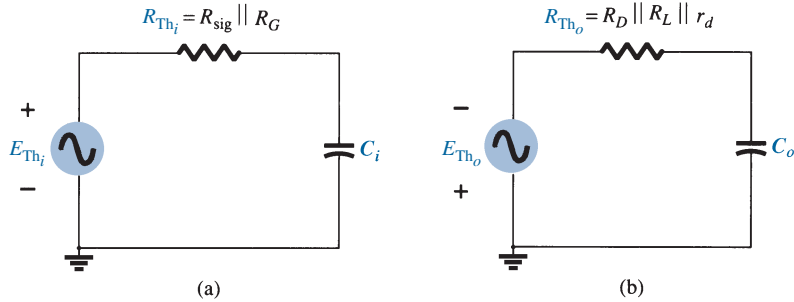 R_Th_i = R_sig || R_G
+
E_Th_i
−
C_i
(a)
R_Th_o = R_D || R_L || r_d
−
E_Th_o
+
C_o
(b)